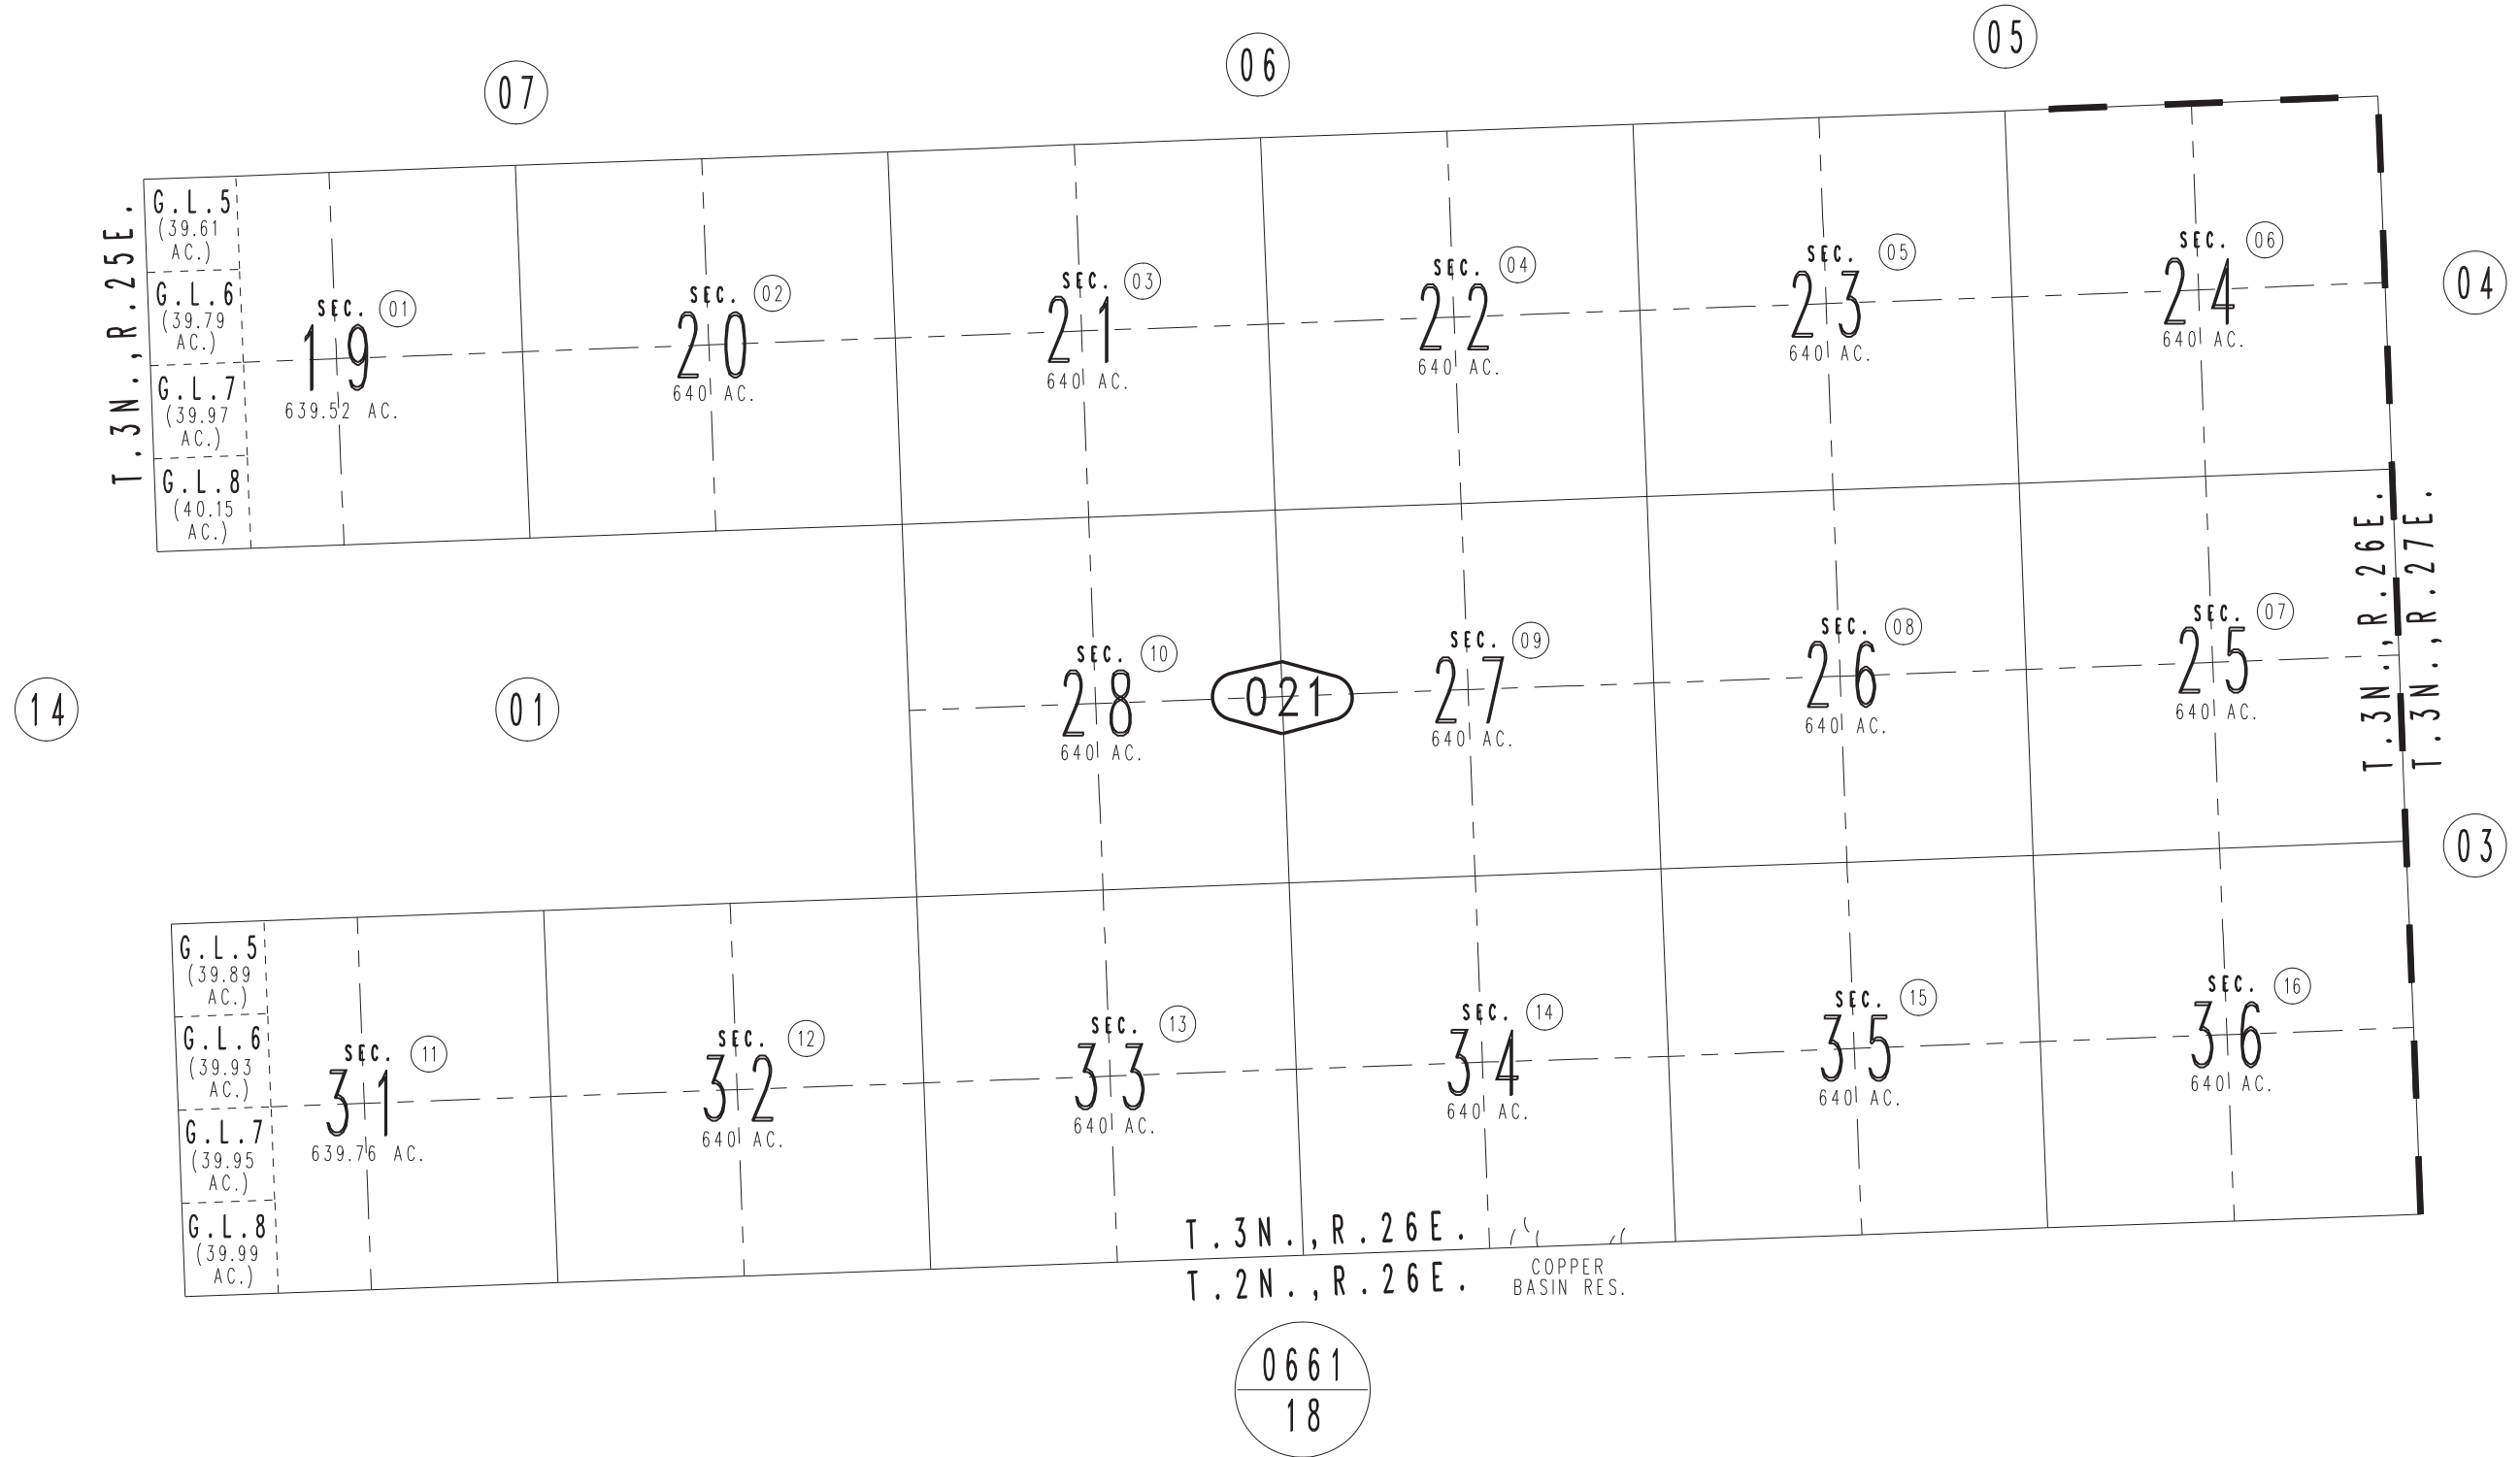 07
06
05
T.3N.,R.25E.
G.L.5
(39.61
AC.)
G.L.6
(39.79
AC.)
G.L.7
(39.97
AC.)
G.L.8
(40.15
AC.)
SEC. 01
19
639.52 AC.
SEC. 02
20
640 AC.
SEC. 03
21
640 AC.
SEC. 04
22
640 AC.
SEC. 05
23
640 AC.
SEC. 06
24
640 AC.
04
14
01
SEC. 10
28
640 AC.
021
SEC. 09
27
640 AC.
SEC. 08
26
640 AC.
SEC. 07
25
640 AC.
T.3N.,R.26E.
T.3N.,R.27E.
03
G.L.5
(39.89
AC.)
G.L.6
(39.93
AC.)
G.L.7
(39.95
AC.)
G.L.8
(39.99
AC.)
SEC. 11
31
639.76 AC.
SEC. 12
32
640 AC.
SEC. 13
33
640 AC.
SEC. 14
34
640 AC.
SEC. 15
35
640 AC.
SEC. 16
36
640 AC.
T.3N.,R.26E.
T.2N.,R.26E.
COPPER
BASIN RES.
0661
18